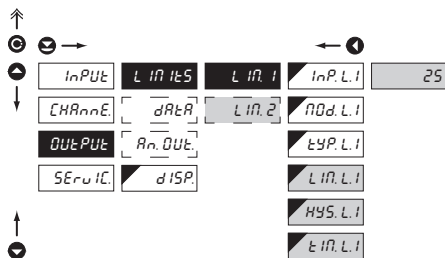 InPUt LIMItS LIM. 1 InP. L.1 25
CHAnnE. dAtA LIM. 2 MOd. L.1
OUtPUt An. OUt. tYP. L.1
SErvIC. dISP. LIM. L.1
HYS. L.1
tIM. L.1